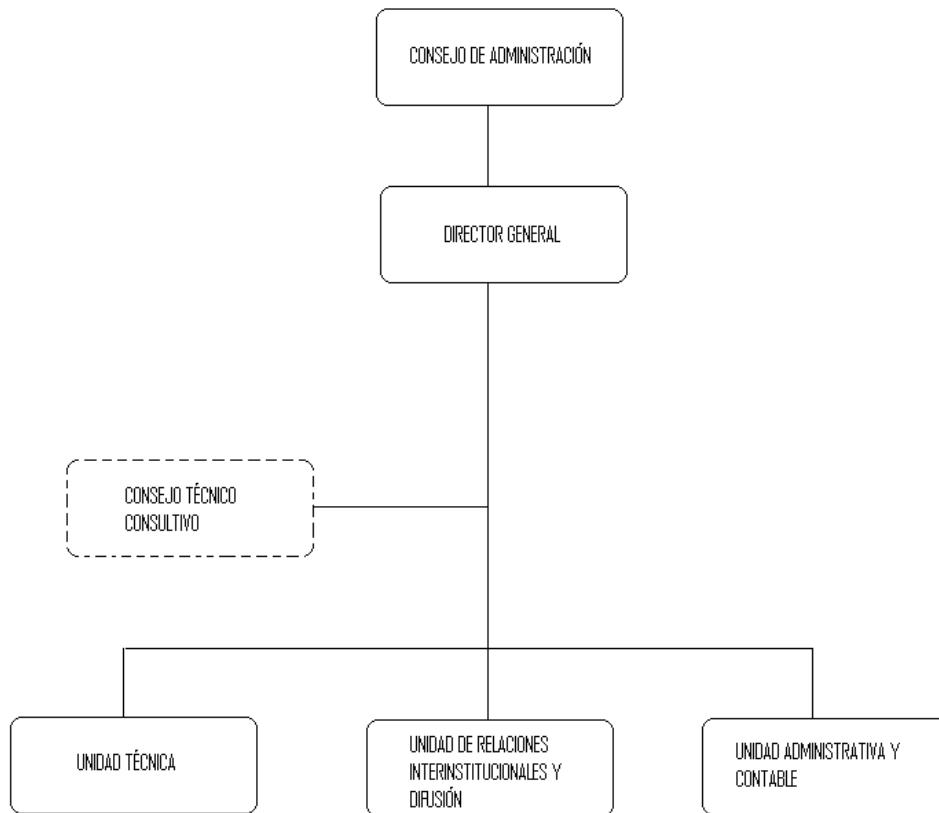 CONSEJO DE ADMINISTRACIÓN
DIRECTOR GENERAL
CONSEJO TÉCNICO
CONSULTIVO
UNIDAD TÉCNICA
UNIDAD DE RELACIONES
INTERINSTITUCIONALES Y
DIFUSIÓN
UNIDAD ADMINISTRATIVA Y
CONTABLE